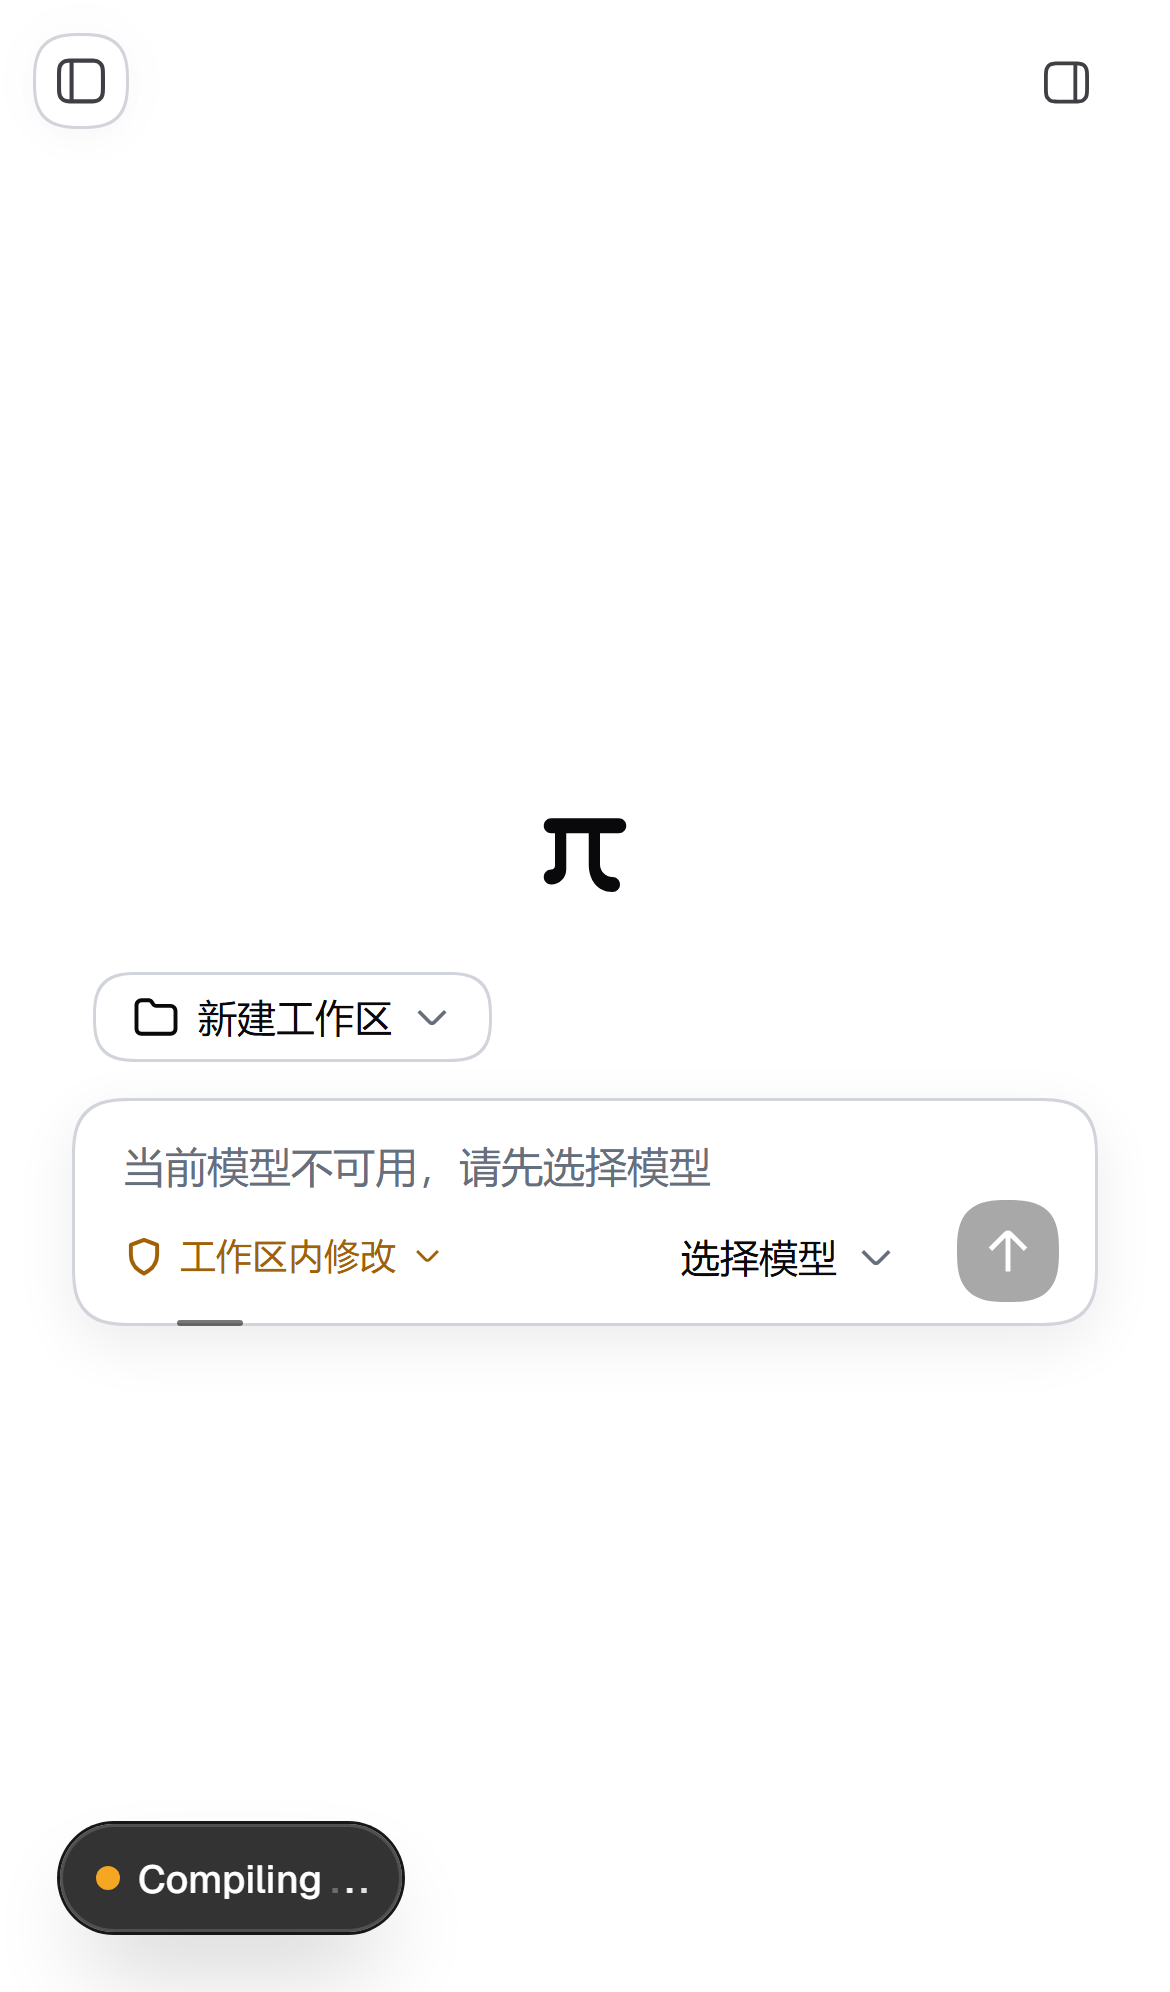 π
新建工作区
当前模型不可用，请先选择模型
工作区内修改
选择模型
Compiling ...